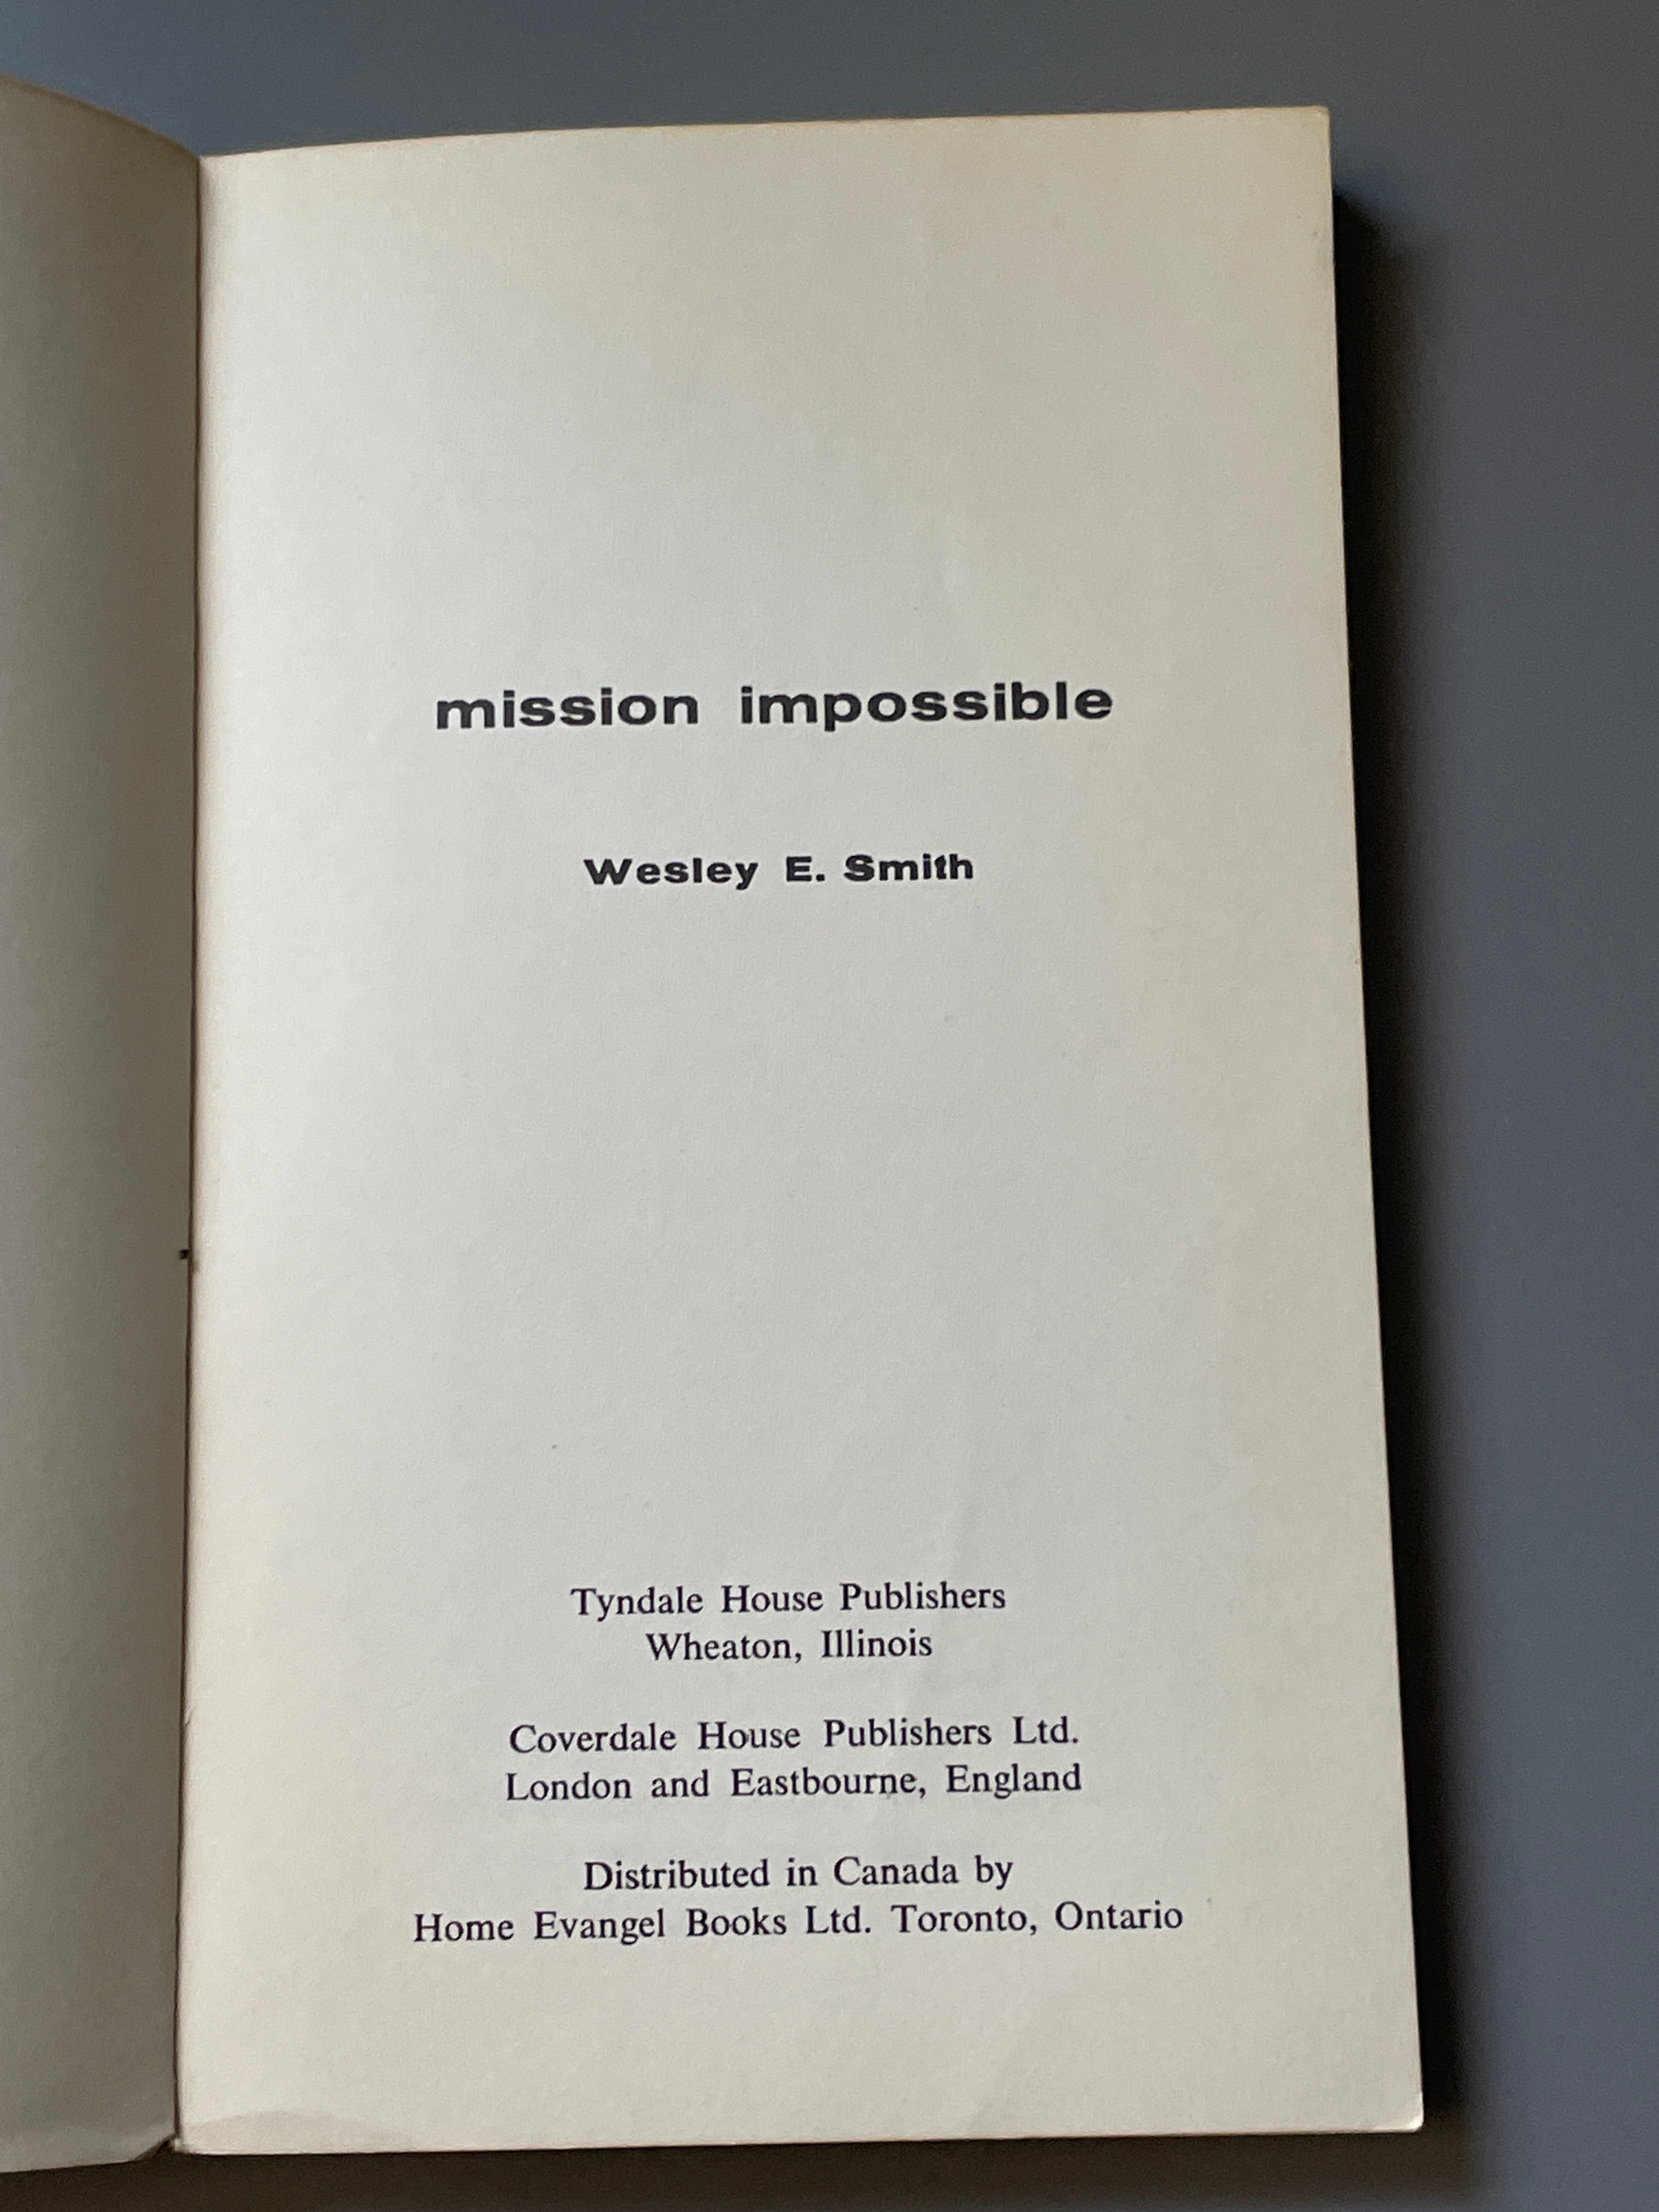 mission impossible
Wesley E. Smith
Tyndale House Publishers
Wheaton, Illinois
Coverdale House Publishers Ltd.
London and Eastbourne, England
Distributed in Canada by
Home Evangel Books Ltd. Toronto, Ontario